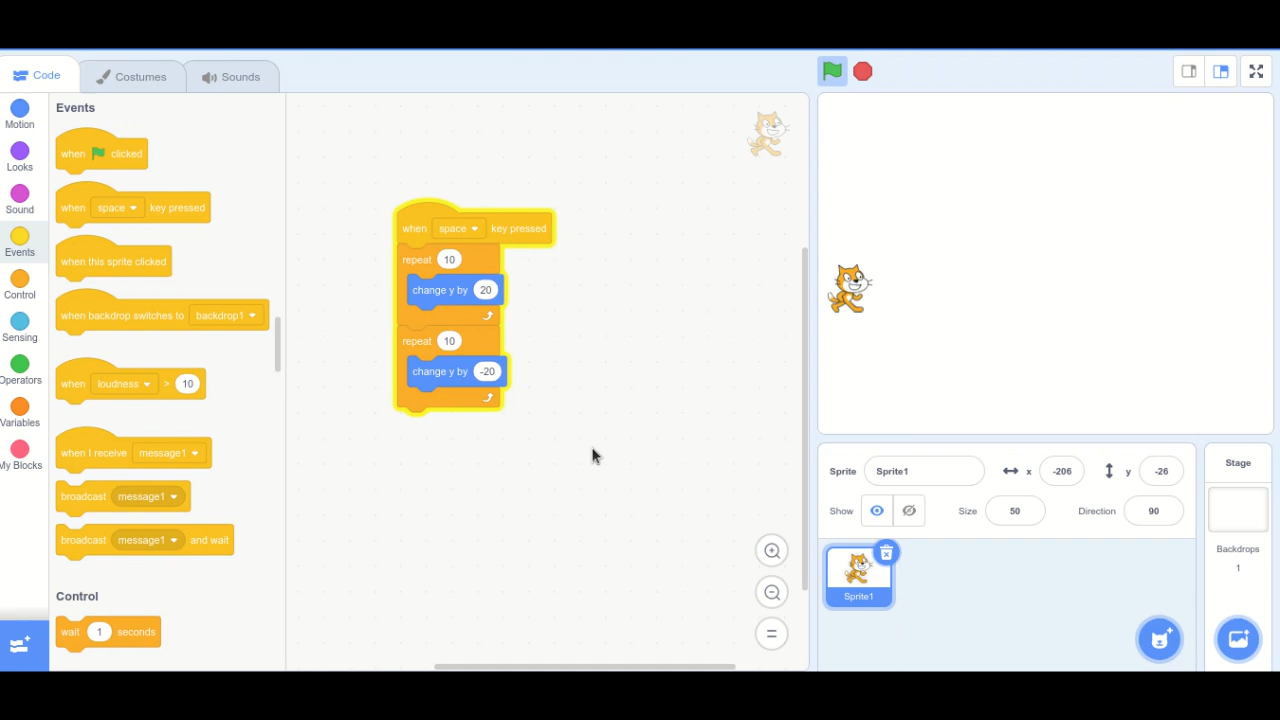 Code
Costumes
Sounds
Motion
Looks
Sound
Events
Control
Sensing
Operators
Variables
My Blocks
Events
when clicked
when space key pressed
when this sprite clicked
when backdrop switches to backdrop1
when loudness > 10
when I receive message1
broadcast message1
broadcast message1 and wait
Control
wait 1 seconds
when space key pressed
repeat 10
change y by 20
repeat 10
change y by -20
Sprite Sprite1 x -206 y -26
Show Size 50 Direction 90
Sprite1
Stage
Backdrops
1